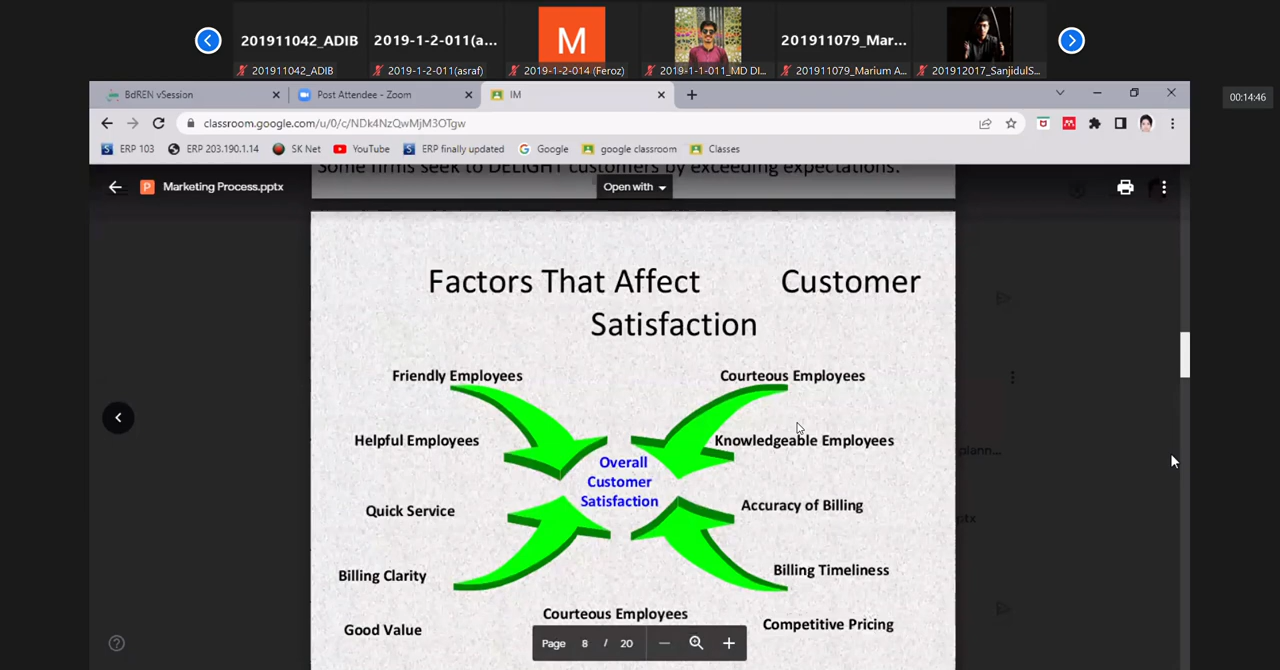 201911042_ADIB
2019-1-2-011(a...
M
201911079_Mar...
201911042_ADIB
2019-1-2-011(asraf)
2019-1-2-014 (Feroz)
2019-1-1-011_MD DI...
201911079_Marium A...
201912017_SanjidulS...
00:14:46
BdREN vSession
Post Attendee - Zoom
IM
classroom.google.com/u/0/c/NDk4NzQwMjM3OTgw
ERP 103
ERP 203.190.1.14
SK Net
YouTube
ERP finally updated
Google
google classroom
Classes
Some firms seek to DELIGHT customers by exceeding expectations.
P
Marketing Process.pptx
Open with
Factors That Affect Customer
Satisfaction
Friendly Employees
Courteous Employees
Helpful Employees
Knowledgeable Employees
Overall
Customer
Satisfaction
Quick Service
Accuracy of Billing
Billing Clarity
Billing Timeliness
Courteous Employees
Good Value
Competitive Pricing
Page 8 / 20